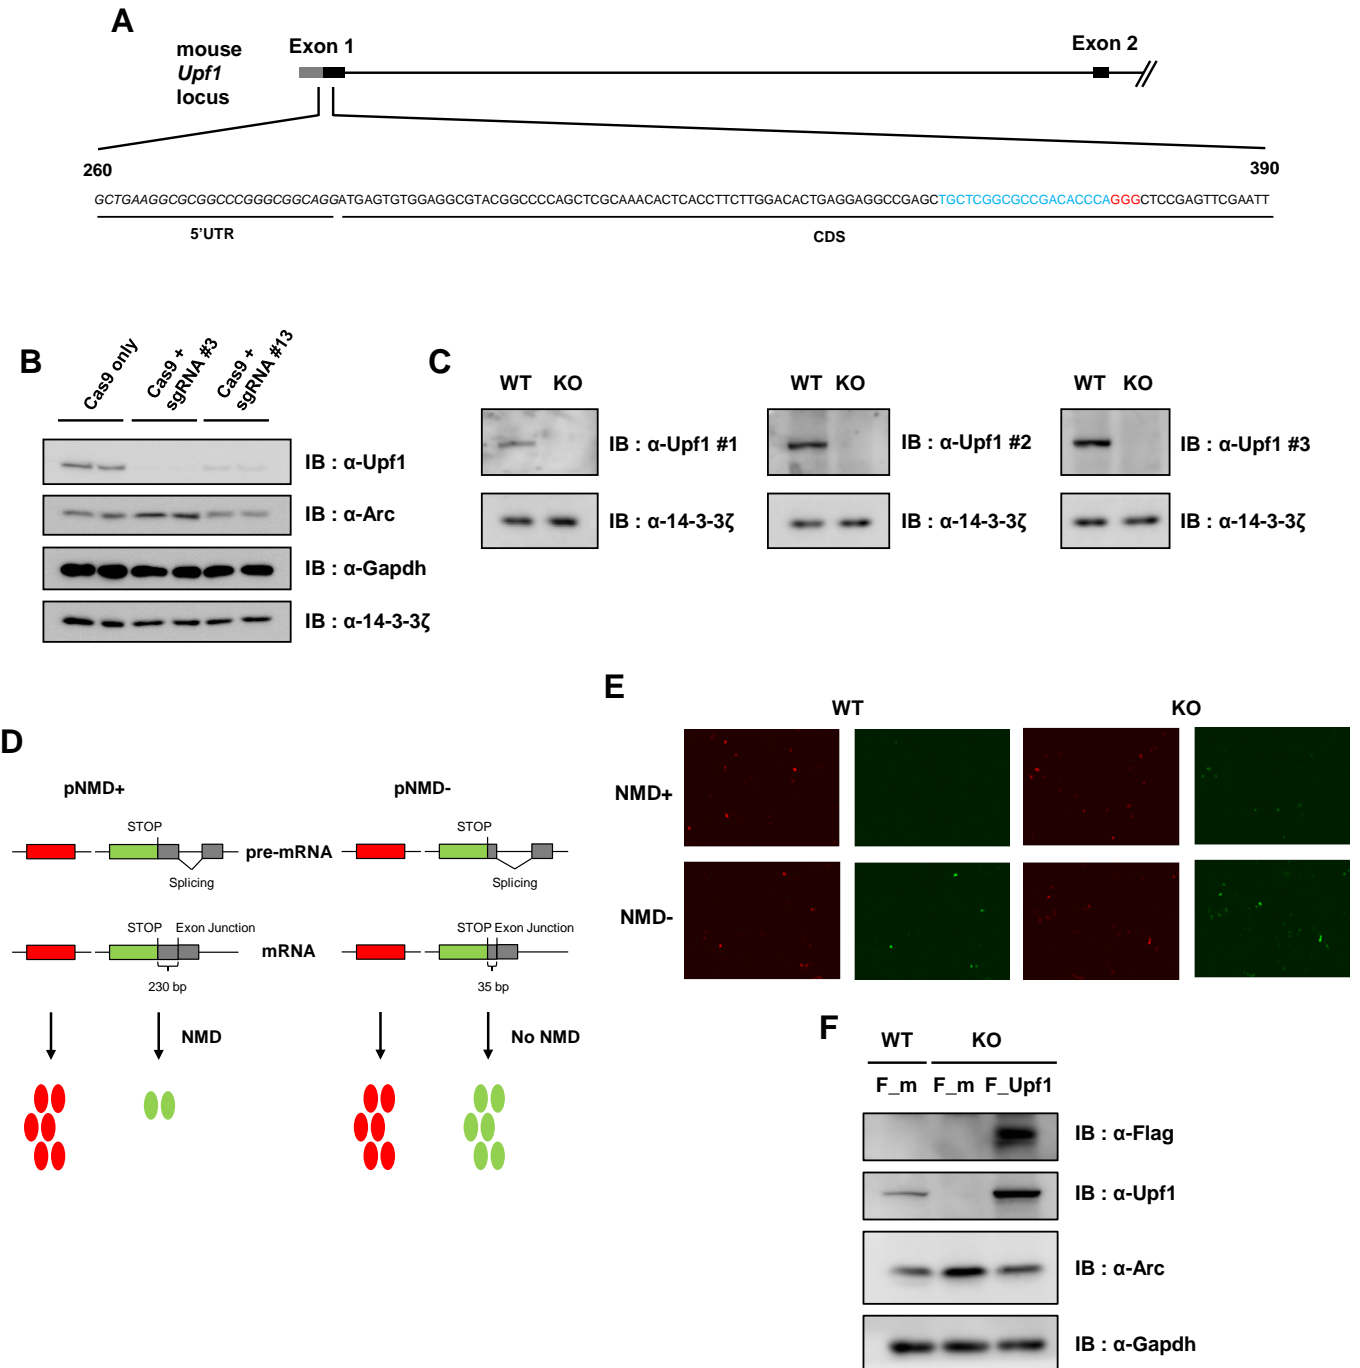 A
mouse
Upf1
locus
Exon 1
Exon 2
260
390
GCTGAAGGCGCGGCCCGGGCGGCAGGATGAGTGTGGAGGCGTACGGCCCCAGCTCGCAAACACTCACCTTCTTGGACACTGAGGAGGCCGAGCTGCTCGGCGCCGACACCCAGGGCTCCGAGTTCGAATT
5'UTR
CDS
B
Cas9 only
Cas9 +
sgRNA #3
Cas9 +
sgRNA #13
IB : α-Upf1
IB : α-Arc
IB : α-Gapdh
IB : α-14-3-3ζ
C
WT KO
IB : α-Upf1 #1
IB : α-14-3-3ζ
WT KO
IB : α-Upf1 #2
IB : α-14-3-3ζ
WT KO
IB : α-Upf1 #3
IB : α-14-3-3ζ
D
pNMD+
pNMD-
STOP
STOP
pre-mRNA
Splicing
Splicing
STOP Exon Junction
STOP Exon Junction
mRNA
230 bp
35 bp
NMD
No NMD
E
WT
KO
NMD+
NMD-
F
WT KO
F_m F_m F_Upf1
IB : α-Flag
IB : α-Upf1
IB : α-Arc
IB : α-Gapdh